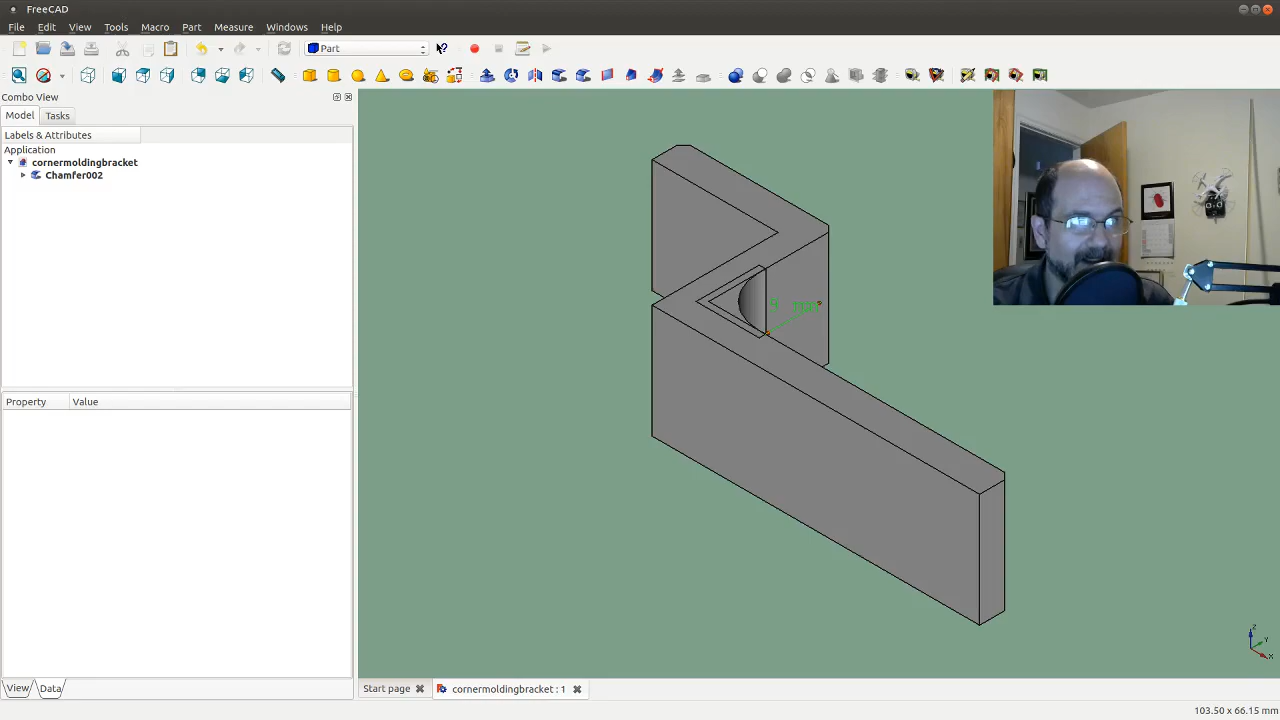 FreeCAD
File Edit View Tools Macro Part Measure Windows Help
Part
Combo View
Model Tasks
Labels & Attributes
Application
cornermoldingbracket
Chamfer002
Property Value
mm
Z
Y
X
View Data
Start page cornermoldingbracket : 1
103.50 x 66.15 mm